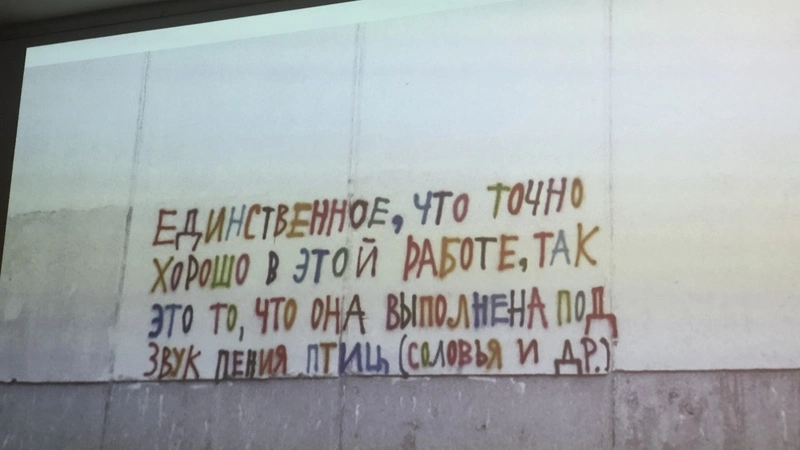 ЕДИНСТВЕННОЕ, ЧТО ТОЧНО
ХОРОШО В ЭТОЙ РАБОТЕ, ТАК
ЭТО ТО, ЧТО ОНА ВЫПОЛНЕНА ПОД
ЗВУК ПЕНИЯ ПТИЦ, (СОЛОВЬЯ И ДР.)